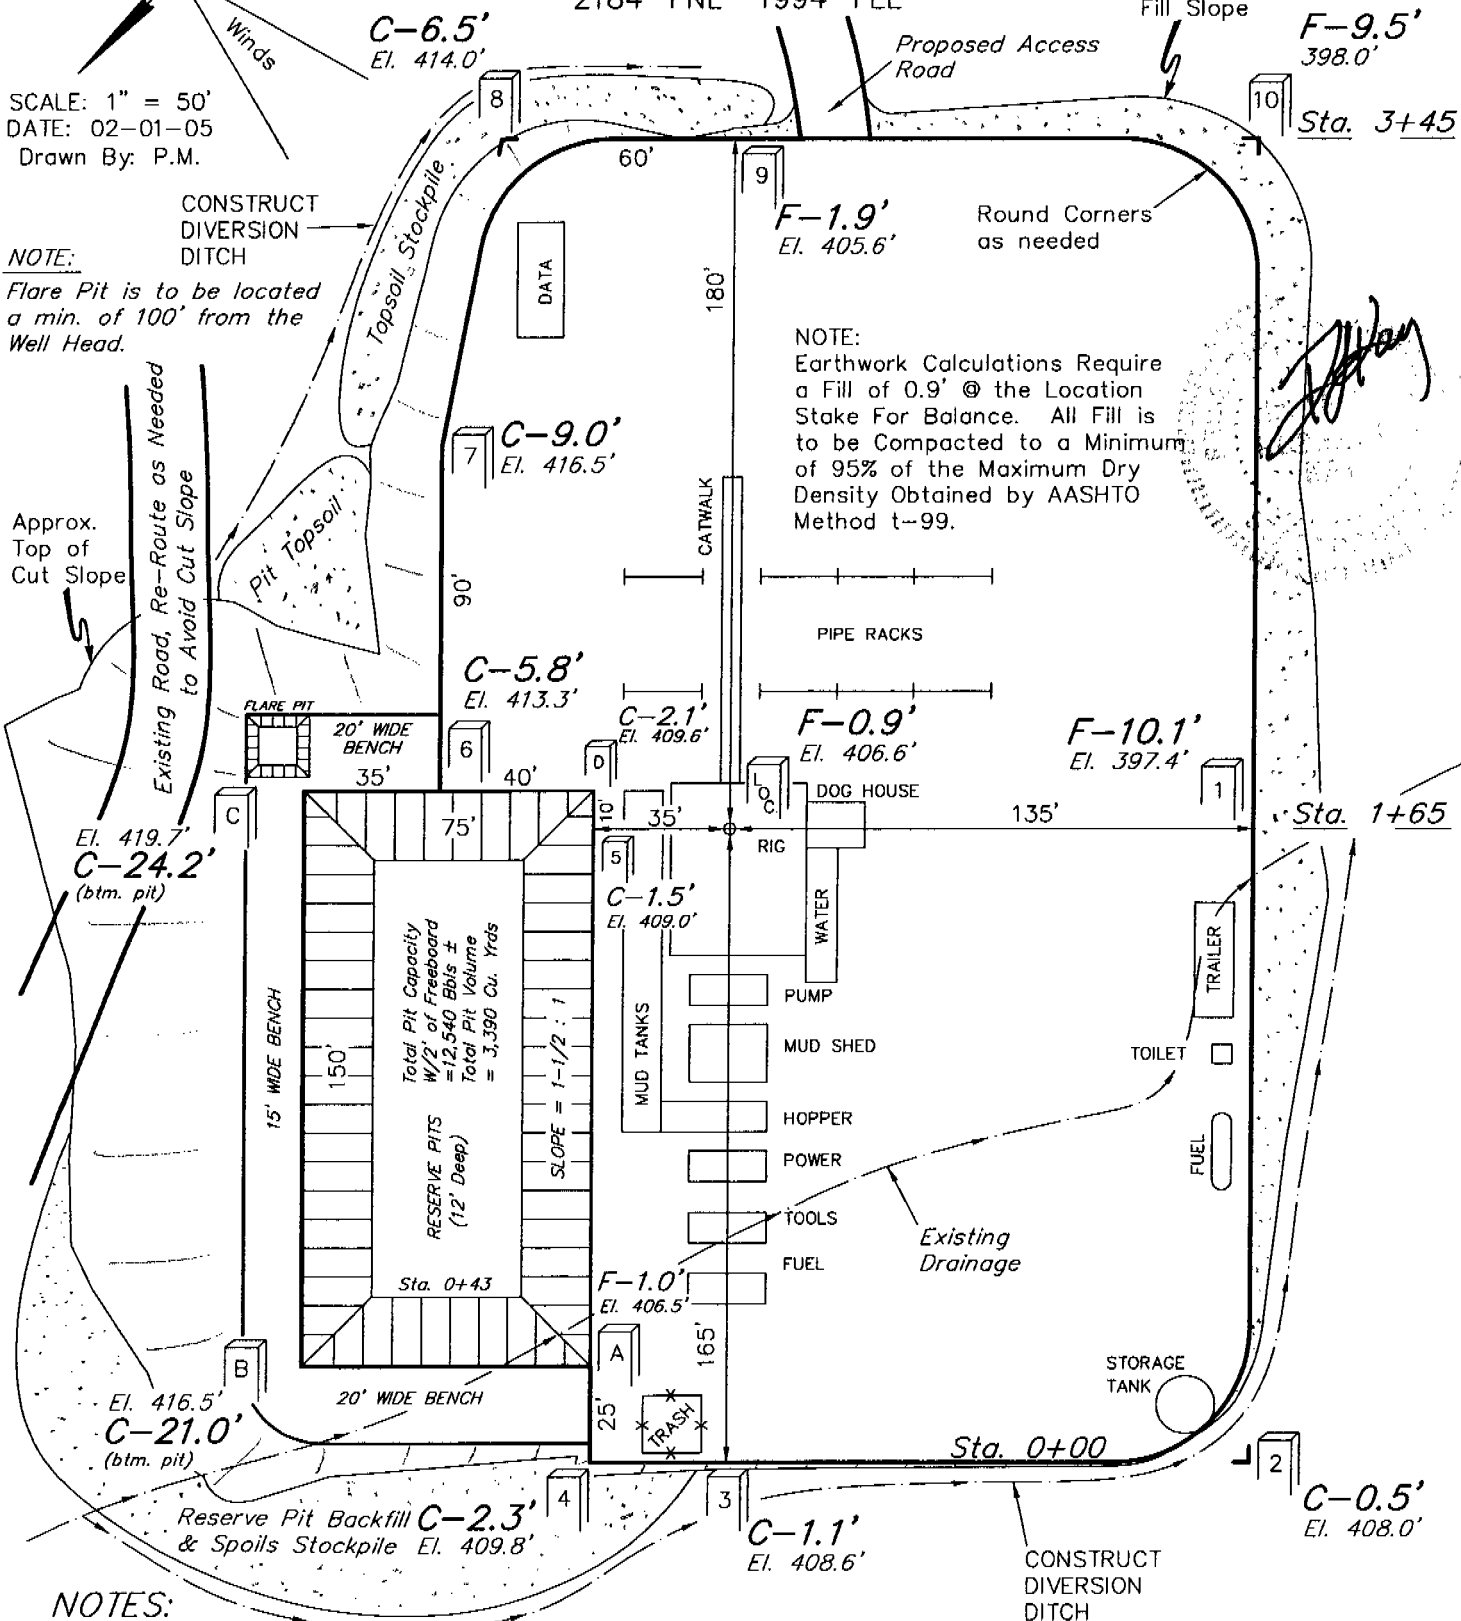 2184' FNL 1994' FEL
Fill Slope
Winds
C-6.5'
El. 414.0'
Proposed Access
Road
F-9.5'
398.0'
SCALE: 1" = 50'
DATE: 02-01-05
Drawn By: P.M.
8
10
Sta. 3+45
60'
9
F-1.9'
El. 405.6'
Round Corners
as needed
CONSTRUCT
DIVERSION
DITCH
Topsoil Stockpile
DATA
180'
NOTE:
Flare Pit is to be located
a min. of 100' from the
Well Head.
NOTE:
Earthwork Calculations Require
a Fill of 0.9' @ the Location
Stake For Balance. All Fill is
to be Compacted to a Minimum
of 95% of the Maximum Dry
Density Obtained by AASHTO
Method t-99.
7
C-9.0'
El. 416.5'
CATWALK
Approx.
Top of
Cut Slope
Existing Road, Re-Route as Needed
to Avoid Cut Slope
Pit Topsoil
90'
PIPE RACKS
C-5.8'
El. 413.3'
C-2.1'
El. 409.6'
F-0.9'
El. 406.6'
F-10.1'
El. 397.4'
FLARE PIT
20' WIDE
BENCH
6
D
LOC.
DOG HOUSE
1
35'
40'
10'
C
75'
35'
135'
Sta. 1+65
RIG
El. 419.7'
C-24.2'
(btm. pit)
5
C-1.5'
El. 409.0'
WATER
TRAILER
Total Pit Capacity
W/2' of Freeboard
=12,540 Bbls ±
Total Pit Volume
= 3,390 Cu. Yrds
RESERVE PITS
(12' Deep)
SLOPE = 1-1/2 : 1
15' WIDE BENCH
150'
MUD TANKS
PUMP
MUD SHED
TOILET
HOPPER
POWER
FUEL
TOOLS
Existing
Drainage
FUEL
Sta. 0+43
F-1.0'
El. 406.5'
A
165'
B
20' WIDE BENCH
25'
TRASH
STORAGE
TANK
El. 416.5'
C-21.0'
(btm. pit)
Sta. 0+00
4
3
2
Reserve Pit Backfill
& Spoils Stockpile
C-2.3'
El. 409.8'
C-1.1'
El. 408.6'
C-0.5'
El. 408.0'
CONSTRUCT
DIVERSION
DITCH
NOTES: